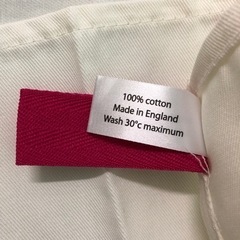 100% cotton
Made in England
Wash 30°c maximum